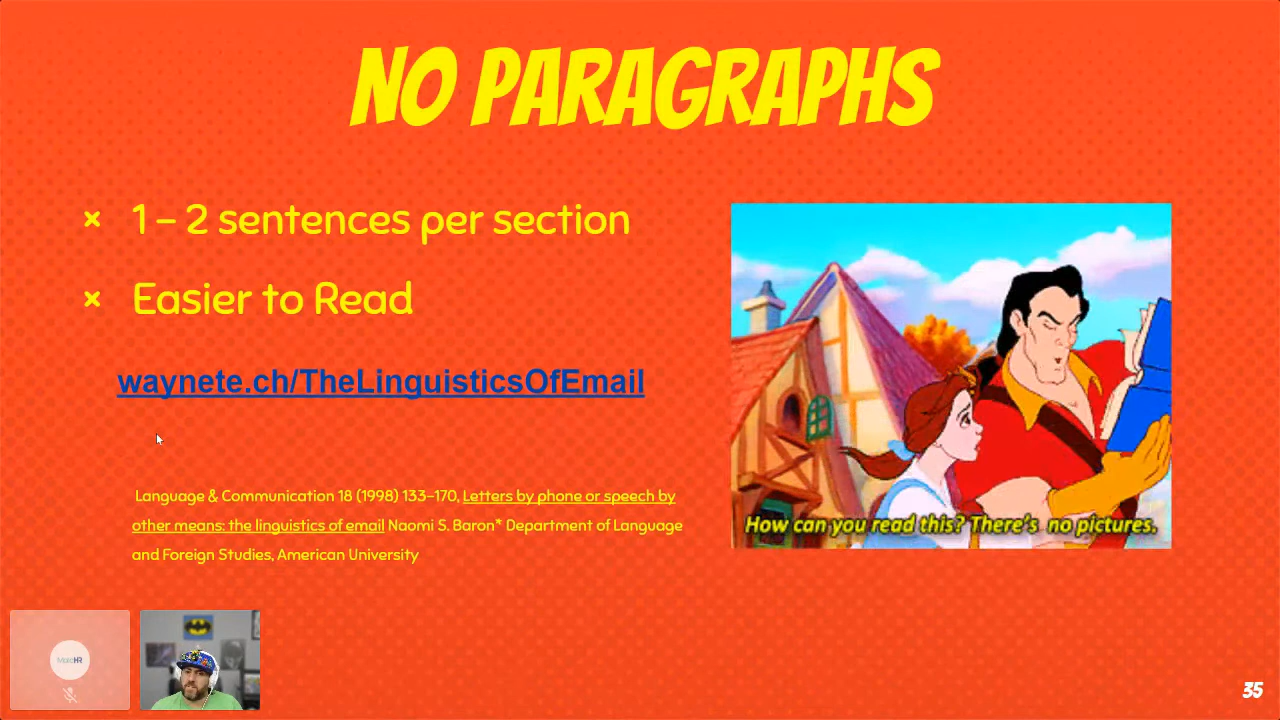 NO PARAGRAPHS
× 1 – 2 sentences per section
× Easier to Read
waynete.ch/TheLinguisticsOfEmail
Language & Communication 18 (1998) 133–170, Letters by phone or speech by
other means: the linguistics of email Naomi S. Baron* Department of Language
and Foreign Studies, American University
How can you read this? There's no pictures.
35